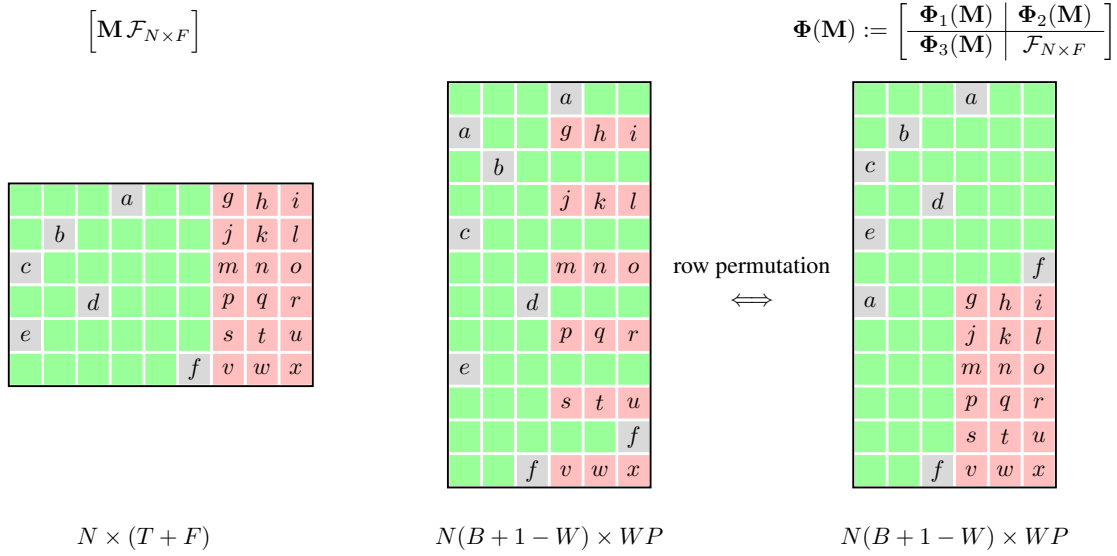 [M F_{N×F}]
Φ(M) := [ Φ₁(M) | Φ₂(M)
Φ₃(M) | F_{N×F} ]
a g h i
b j k l
c m n o
d p q r
e s t u
f v w x
a
a g h i
b
j k l
c
m n o
d
p q r
e
s t u
f
f v w x
row permutation
⟺
a
b
c
d
e
f
a g h i
j k l
m n o
p q r
s t u
f v w x
N × (T + F)
N(B + 1 − W) × WP
N(B + 1 − W) × WP